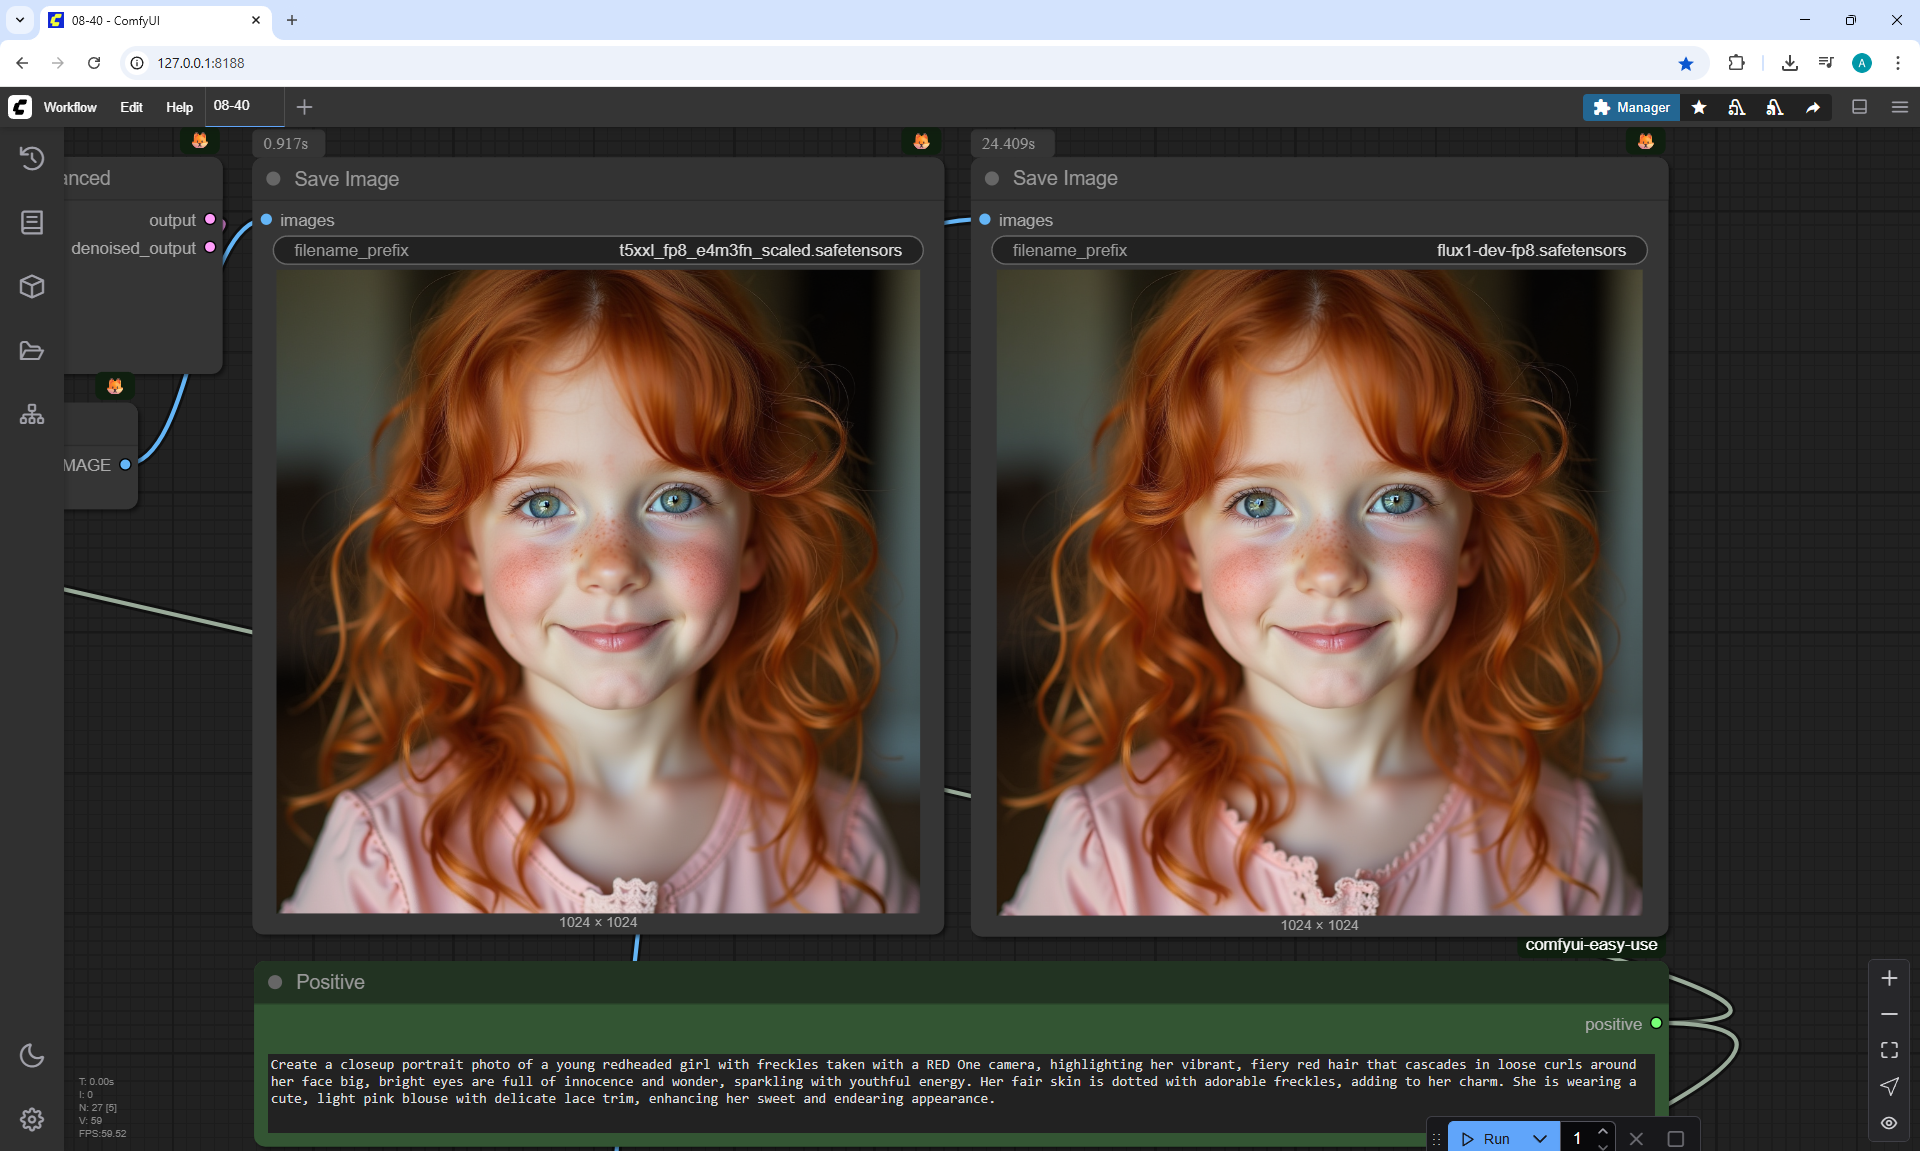 08-40 - ComfyUI
127.0.0.1:8188
Workflow Edit Help 08-40
Manager
0.917s
24.409s
anced
Save Image
Save Image
output
images
images
denoised_output
filename_prefix t5xxl_fp8_e4m3fn_scaled.safetensors
filename_prefix flux1-dev-fp8.safetensors
MAGE
1024 × 1024
1024 × 1024
comfyui-easy-use
Positive
positive
Create a closeup portrait photo of a young redheaded girl with freckles taken with a RED One camera, highlighting her vibrant, fiery red hair that cascades in loose curls around
her face big, bright eyes are full of innocence and wonder, sparkling with youthful energy. Her fair skin is dotted with adorable freckles, adding to her charm. She is wearing a
cute, light pink blouse with delicate lace trim, enhancing her sweet and endearing appearance.
T: 0.00s
I: 0
N: 27 [5]
V: 59
FPS:59.52
Run 1
A